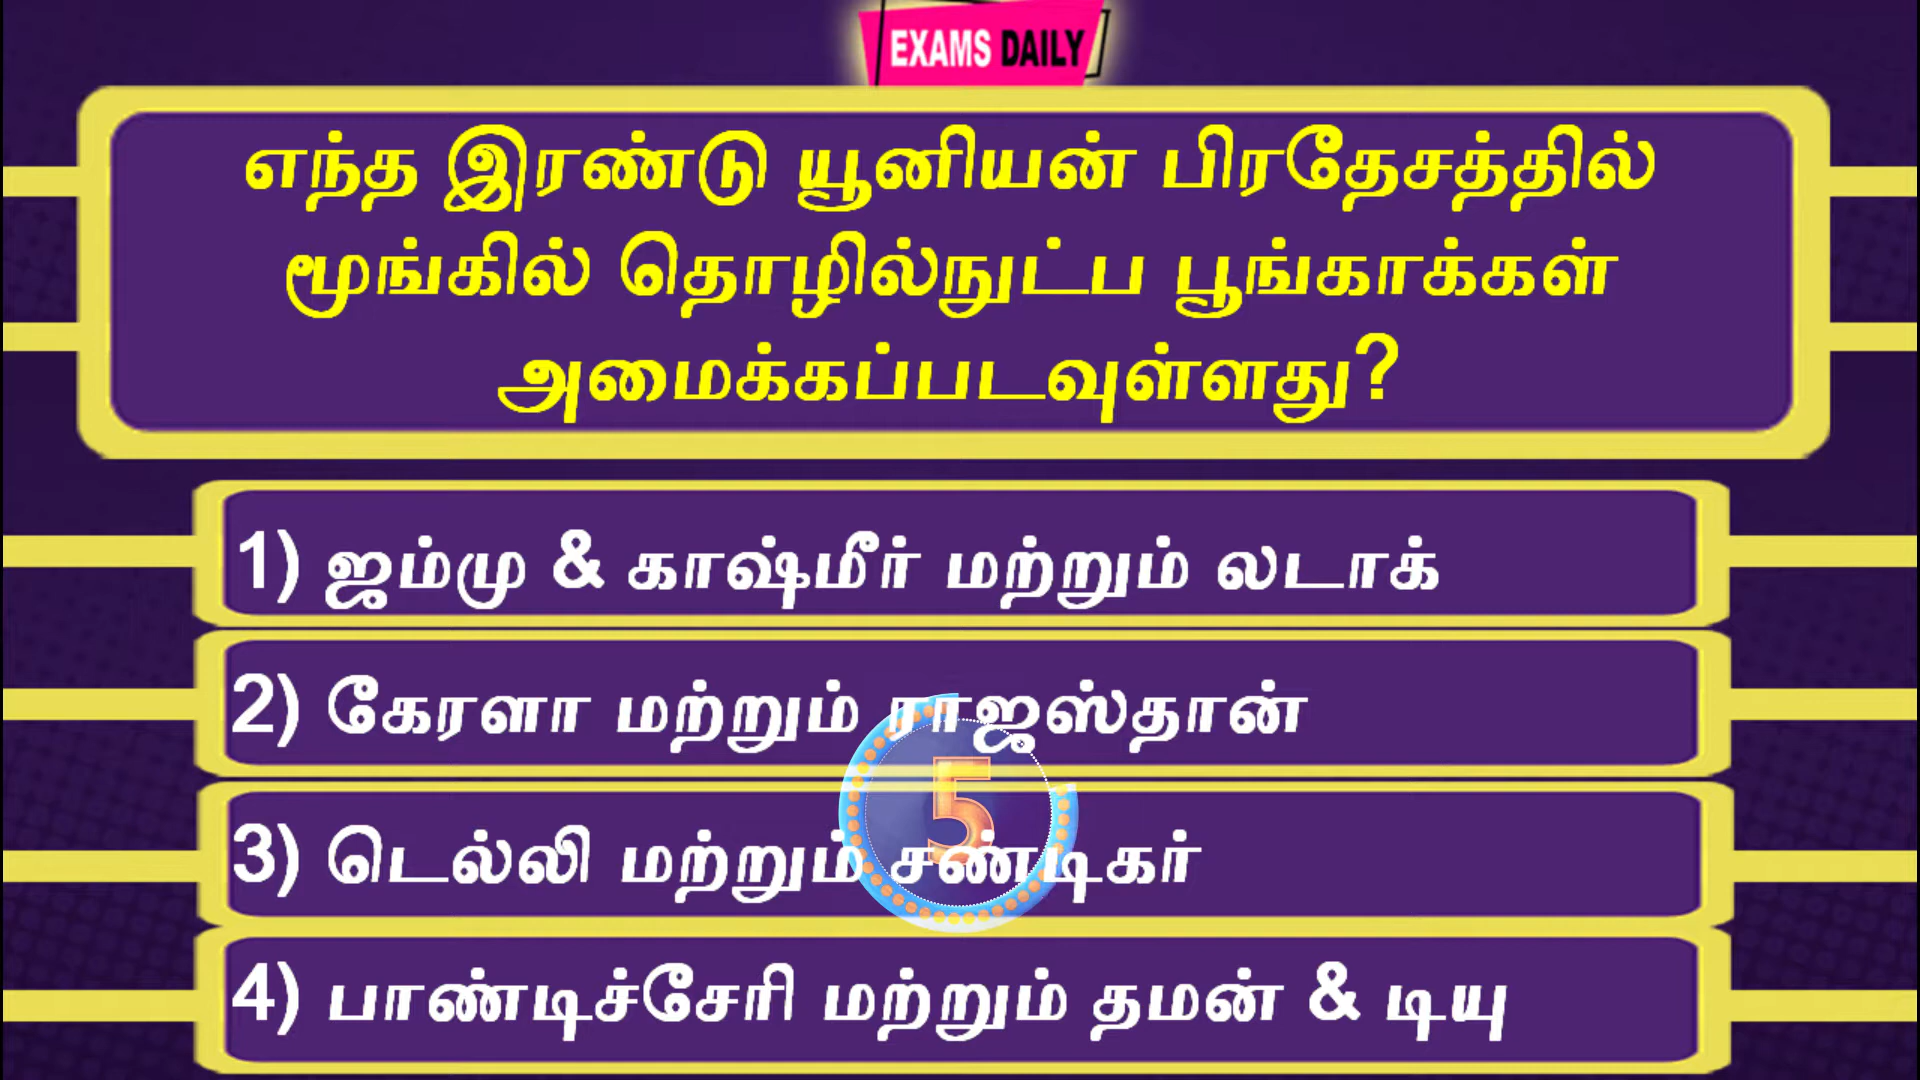 EXAMS DAILY
எந்த இரண்டு யூனியன் பிரதேசத்தில்
மூங்கில் தொழில்நுட்ப பூங்காக்கள்
அமைக்கப்படவுள்ளது?
1) ஜம்மு & காஷ்மீர் மற்றும் லடாக்
2) கேரளா மற்றும் ராஜஸ்தான்
5
3) டெல்லி மற்றும் சண்டிகர்
4) பாண்டிச்சேரி மற்றும் தமன் & டியு